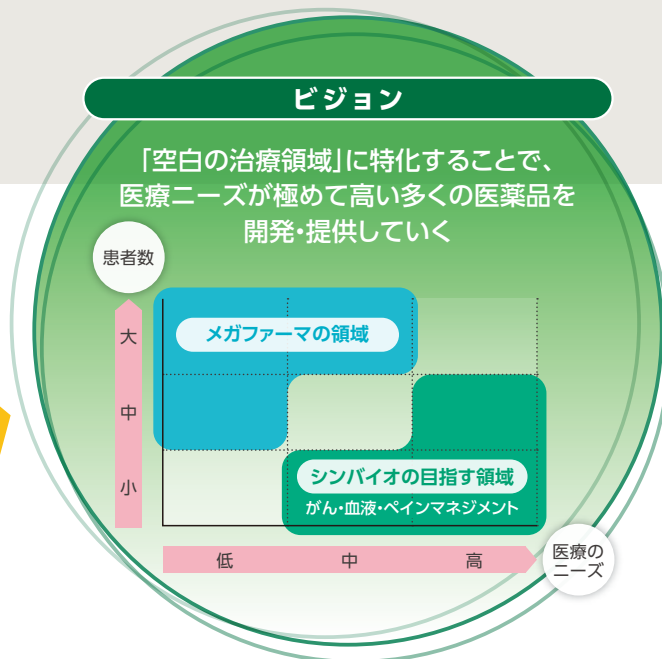 ビジョン
「空白の治療領域」に特化することで、
医療ニーズが極めて高い多くの医薬品を
開発・提供していく
患者数
大
メガファーマの領域
中
小
シンバイオの目指す領域
がん・血液・ペインマネジメント
低 中 高
医療の
ニーズ